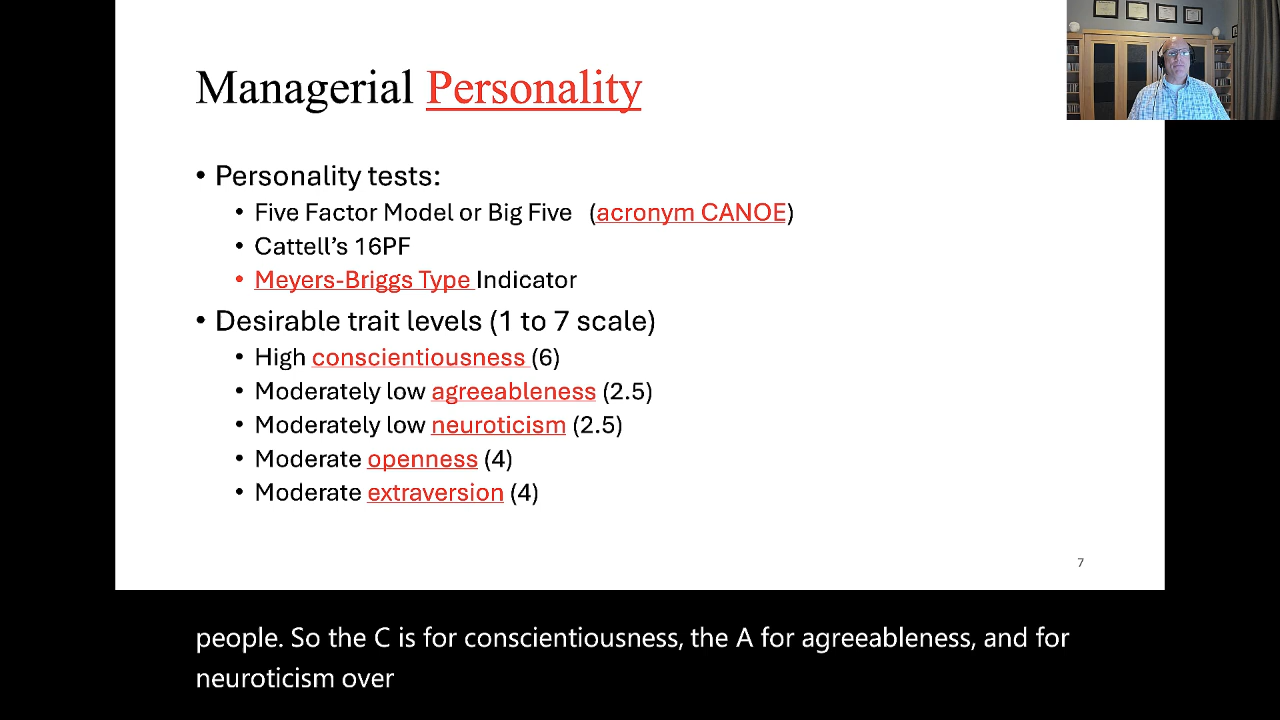 Managerial Personality
• Personality tests:
• Five Factor Model or Big Five (acronym CANOE)
• Cattell’s 16PF
• Meyers-Briggs Type Indicator
• Desirable trait levels (1 to 7 scale)
• High conscientiousness (6)
• Moderately low agreeableness (2.5)
• Moderately low neuroticism (2.5)
• Moderate openness (4)
• Moderate extraversion (4)
7
people. So the C is for conscientiousness, the A for agreeableness, and for
neuroticism over